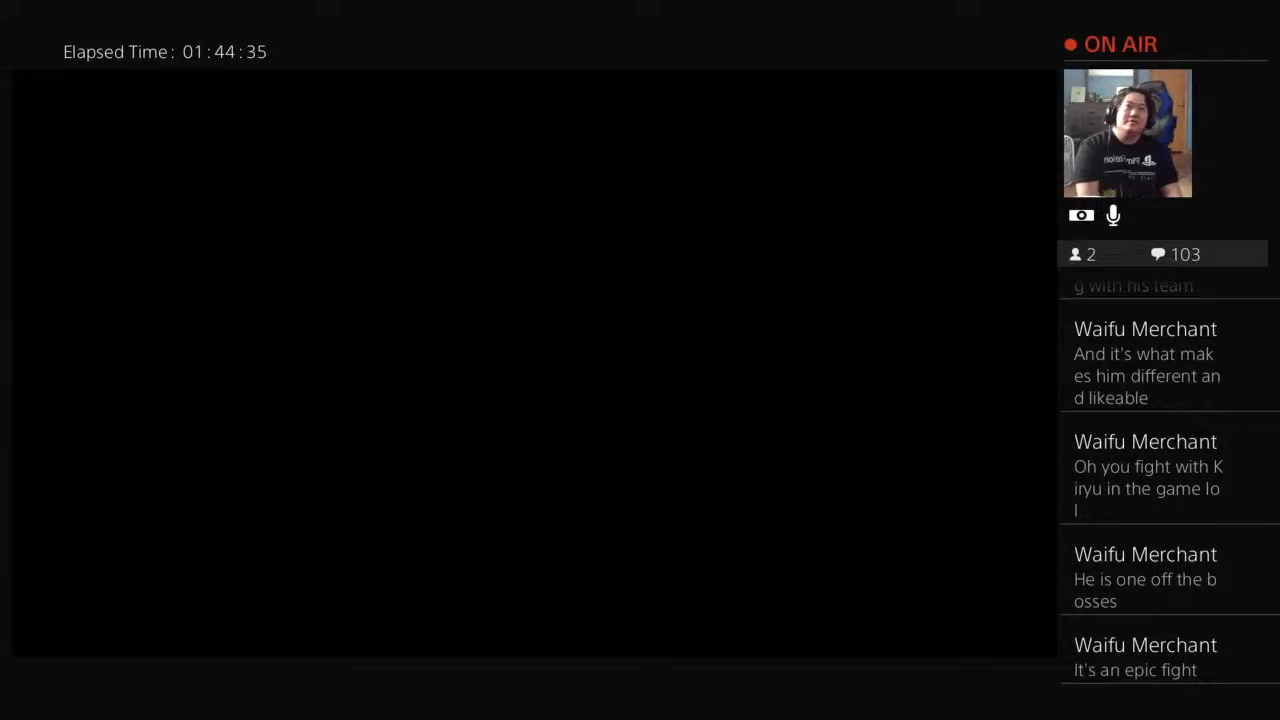 Elapsed Time: 01:44:35
ON AIR
2
103
g with his team
Waifu Merchant
And it's what mak
es him different an
d likeable
Waifu Merchant
Oh you fight with K
iryu in the game lo
l
Waifu Merchant
He is one off the b
osses
Waifu Merchant
It's an epic fight